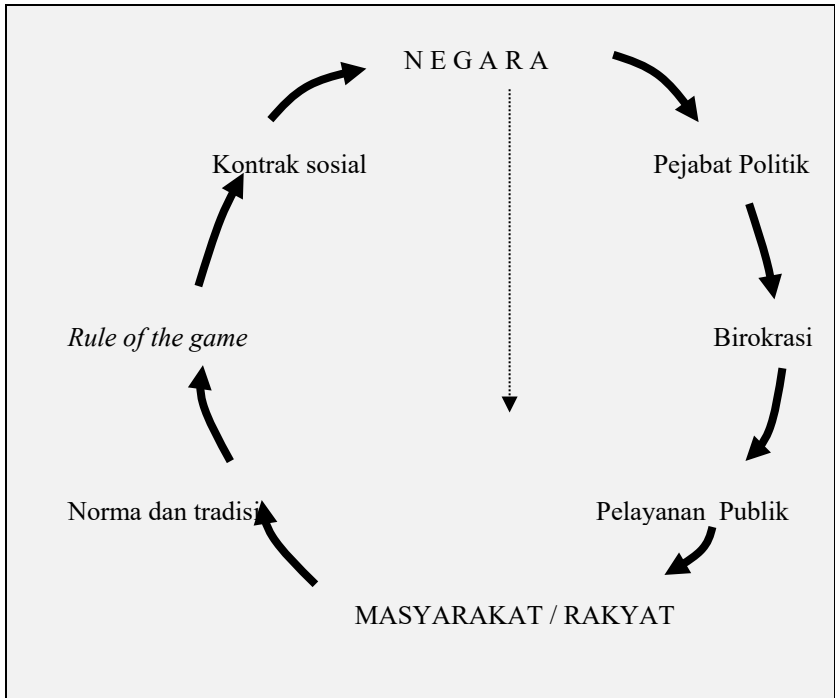 N E G A R A
Kontrak sosial
Pejabat Politik
Rule of the game
Birokrasi
Norma dan tradisi
Pelayanan  Publik
MASYARAKAT / RAKYAT